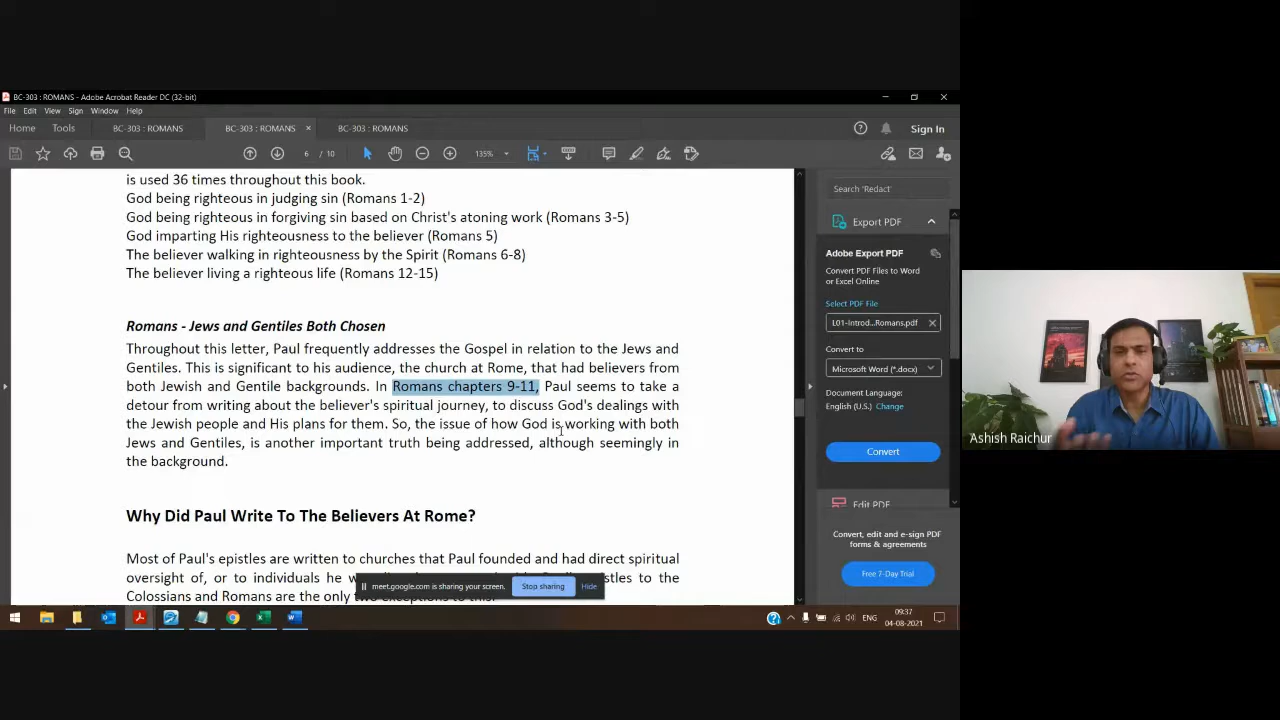 BC-303 : ROMANS - Adobe Acrobat Reader DC (32-bit)
File Edit View Sign Window Help
Home Tools BC-303 : ROMANS BC-303 : ROMANS × BC-303 : ROMANS Sign In
6 / 10 135%
is used 36 times throughout this book.
God being righteous in judging sin (Romans 1-2)
God being righteous in forgiving sin based on Christ's atoning work (Romans 3-5)
God imparting His righteousness to the believer (Romans 5)
The believer walking in righteousness by the Spirit (Romans 6-8)
The believer living a righteous life (Romans 12-15)
Romans - Jews and Gentiles Both Chosen
Throughout this letter, Paul frequently addresses the Gospel in relation to the Jews and
Gentiles. This is significant to his audience, the church at Rome, that had believers from
both Jewish and Gentile backgrounds. In Romans chapters 9-11, Paul seems to take a
detour from writing about the believer's spiritual journey, to discuss God's dealings with
the Jewish people and His plans for them. So, the issue of how God is working with both
Jews and Gentiles, is another important truth being addressed, although seemingly in
the background.
Why Did Paul Write To The Believers At Rome?
Most of Paul's epistles are written to churches that Paul founded and had direct spiritual
oversight of, or to individuals he
Colossians and Romans are the only
to the
meet.google.com is sharing your screen. Stop sharing Hide
Search 'Redact'
Export PDF
Adobe Export PDF
Convert PDF Files to Word
or Excel Online
Select PDF File
L01-Introd...Romans.pdf
Convert to
Microsoft Word (*.docx)
Document Language:
English (U.S.) Change
Convert
Edit PDF
Convert, edit and e-sign PDF
forms & agreements
Free 7-Day Trial
ENG
09:37
04-08-2021
Ashish Raichur